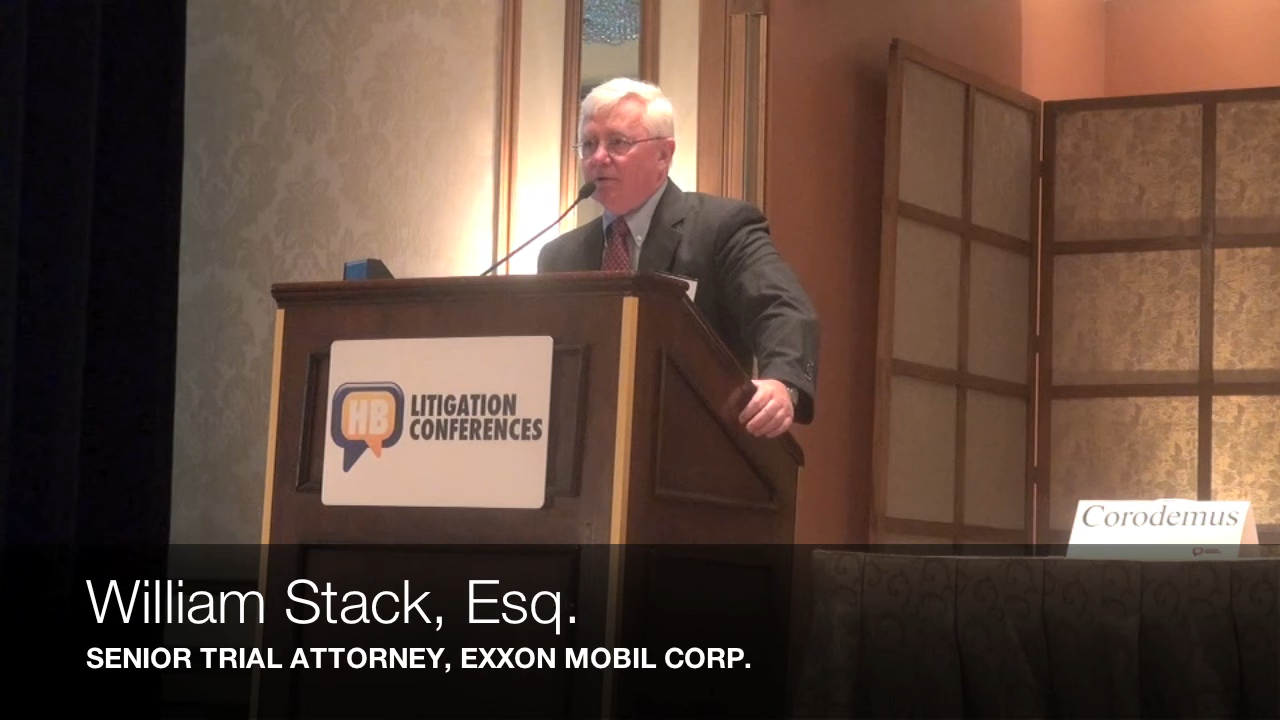 HB
LITIGATION
CONFERENCES
Corodemus
William Stack, Esq.
SENIOR TRIAL ATTORNEY, EXXON MOBIL CORP.